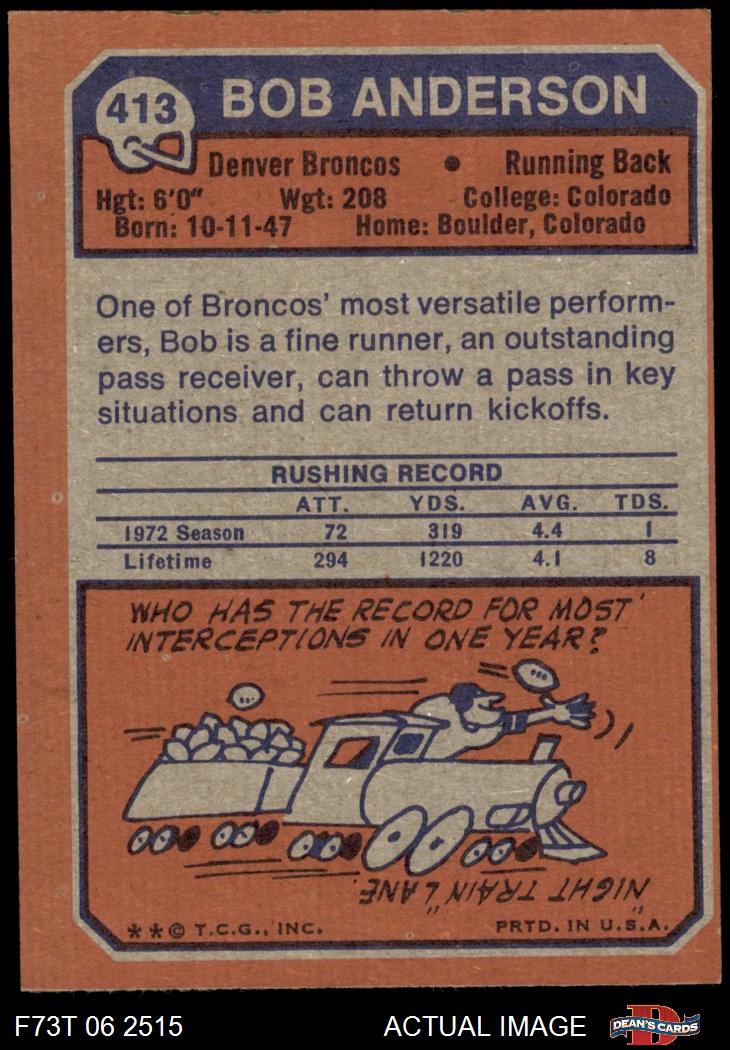 413
BOB ANDERSON
Denver Broncos • Running Back
Hgt: 6'0" Wgt: 208 College: Colorado
Born: 10-11-47 Home: Boulder, Colorado
One of Broncos' most versatile perform-
ers, Bob is a fine runner, an outstanding
pass receiver, can throw a pass in key
situations and can return kickoffs.
RUSHING RECORD
ATT. YDS. AVG. TDS.
1972 Season 72 319 4.4 1
Lifetime 294 1220 4.1 8
WHO HAS THE RECORD FOR MOST
INTERCEPTIONS IN ONE YEAR?
"NIGHT TRAIN" LANE.
**© T.C.G., INC. PRTD. IN U.S.A.
F73T 06 2515 ACTUAL IMAGE D DEAN'S CARDS